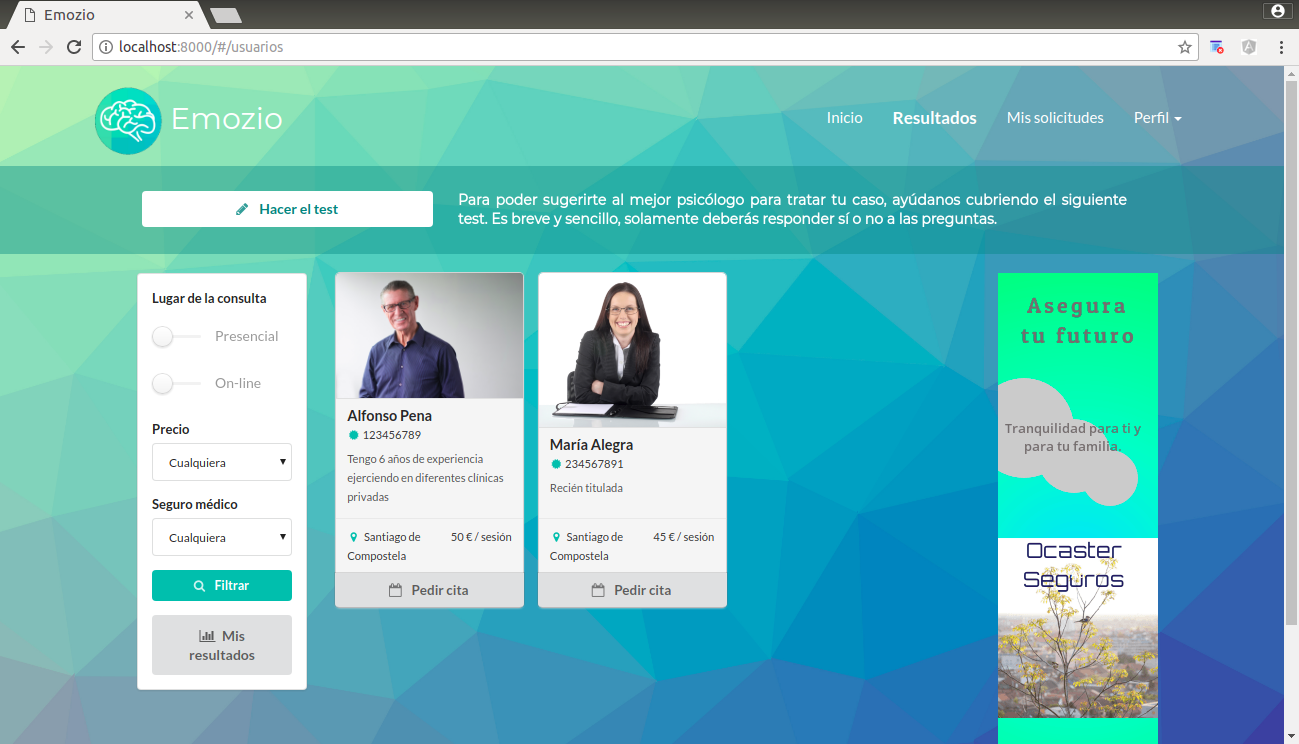 Emozio
localhost:8000/#/usuarios
Emozio
Inicio
Resultados
Mis solicitudes
Perfil
Hacer el test
Para poder sugerirte al mejor psicólogo para tratar tu caso, ayúdanos cubriendo el siguiente
test. Es breve y sencillo, solamente deberás responder sí o no a las preguntas.
Lugar de la consulta
Presencial
On-line
Precio
Cualquiera
Seguro médico
Cualquiera
Filtrar
Mis
resultados
Alfonso Pena
123456789
Tengo 6 años de experiencia
ejerciendo en diferentes clínicas
privadas
Santiago de
Compostela
50 € / sesión
Pedir cita
María Alegra
234567891
Recién titulada
Santiago de
Compostela
45 € / sesión
Pedir cita
Asegura
tu futuro
Tranquilidad para ti y
para tu familia.
Ocaster
Seguros